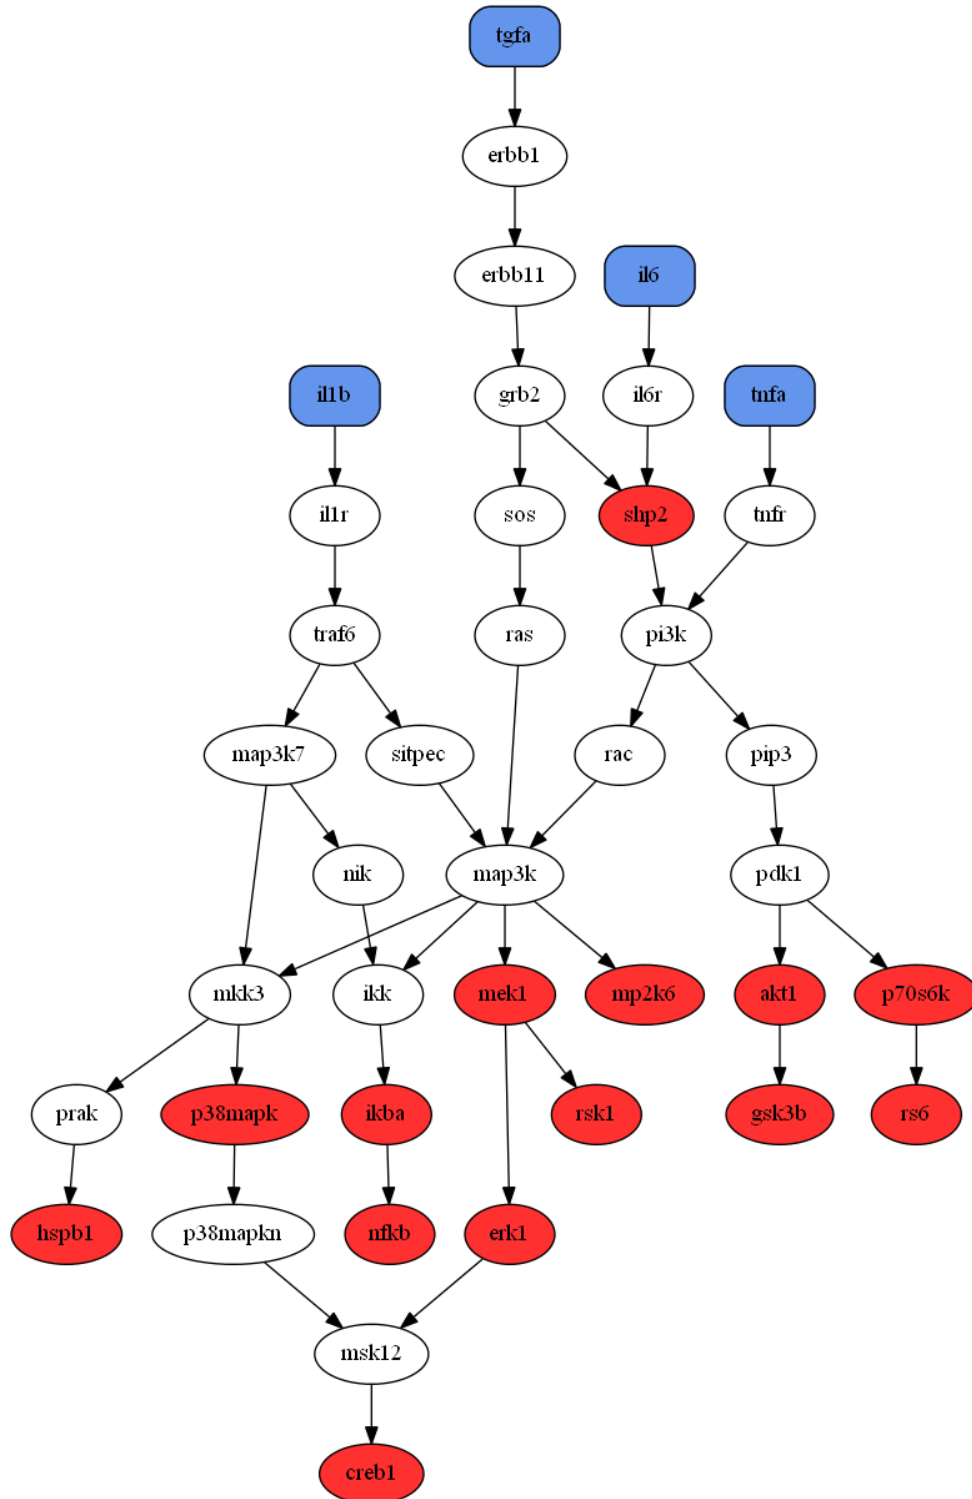 tgfa
erbb1
erbb11
il6
il1b
grb2
il6r
tnfa
il1r
sos
shp2
tnfr
traf6
ras
pi3k
map3k7
sitpec
rac
pip3
nik
map3k
pdk1
mkk3
ikk
mek1
mp2k6
akt1
p70s6k
prak
p38mapk
ikba
rsk1
gsk3b
rs6
hspb1
p38mapkn
nfkb
erk1
msk12
creb1